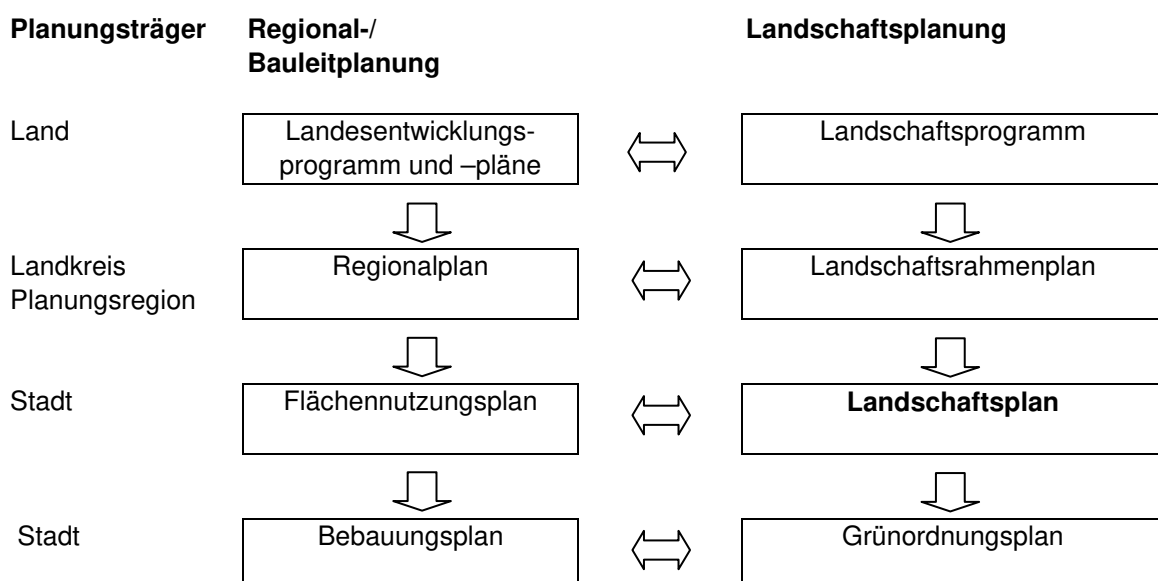 Planungsträger Regional-/ Landschaftsplanung
Bauleitplanung
Land Landesentwicklungs- Landschaftsprogramm
programm und –pläne
Landkreis Regionalplan Landschaftsrahmenplan
Planungsregion
Stadt Flächennutzungsplan Landschaftsplan
Stadt Bebauungsplan Grünordnungsplan